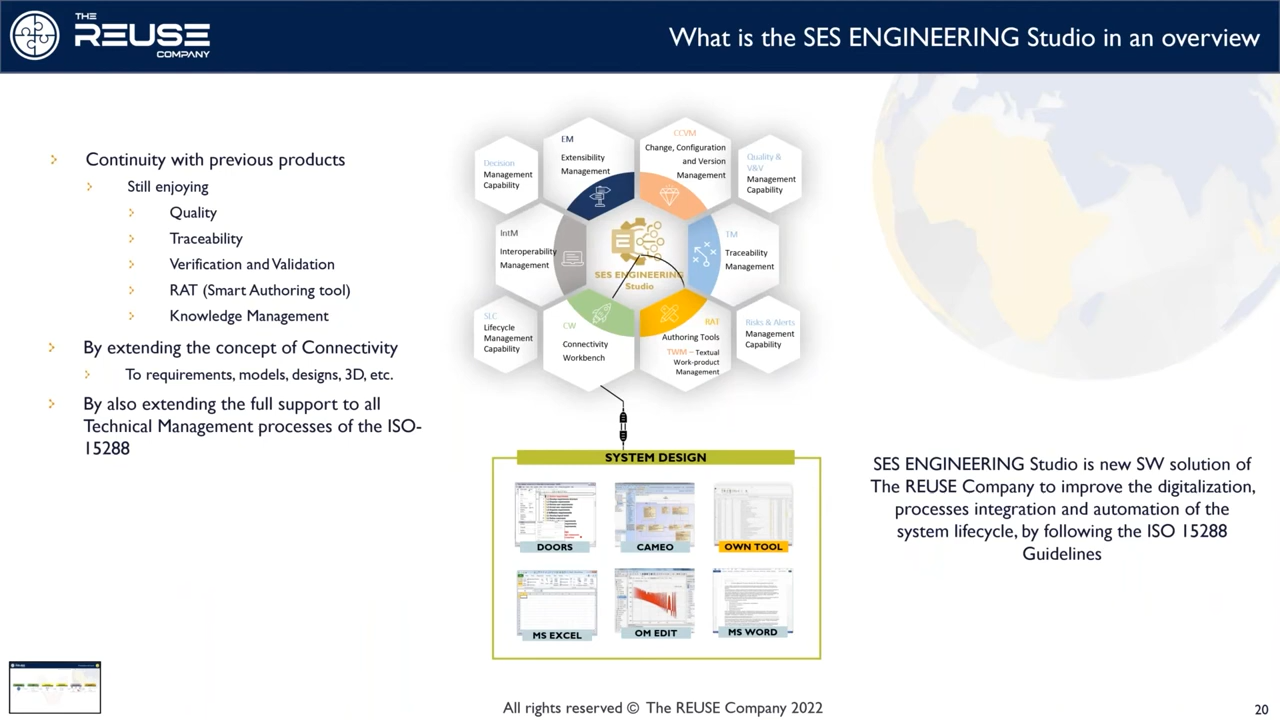 THE
REUSE
COMPANY
What is the SES ENGINEERING Studio in an overview
Continuity with previous products
Still enjoying
Quality
Traceability
Verification and Validation
RAT (Smart Authoring tool)
Knowledge Management
By extending the concept of Connectivity
To requirements, models, designs, 3D, etc.
By also extending the full support to all
Technical Management processes of the ISO-
15288
Decision
Management
Capability
EM
Extensibility
Management
CCVM
Change, Configuration
and Version
Management
Quality &
V&V
Management
Capability
IntM
Interoperability
Management
SES ENGINEERING
Studio
TM
Traceability
Management
SLC
Lifecycle
Management
Capability
CW
Connectivity
Workbench
RAT
Authoring Tools
TWM – Textual
Work-product
Management
Risks & Alerts
Management
Capability
SYSTEM DESIGN
DOORS
CAMEO
OWN TOOL
MS EXCEL
OM EDIT
MS WORD
SES ENGINEERING Studio is new SW solution of
The REUSE Company to improve the digitalization,
processes integration and automation of the
system lifecycle, by following the ISO 15288
Guidelines
All rights reserved © The REUSE Company 2022
20